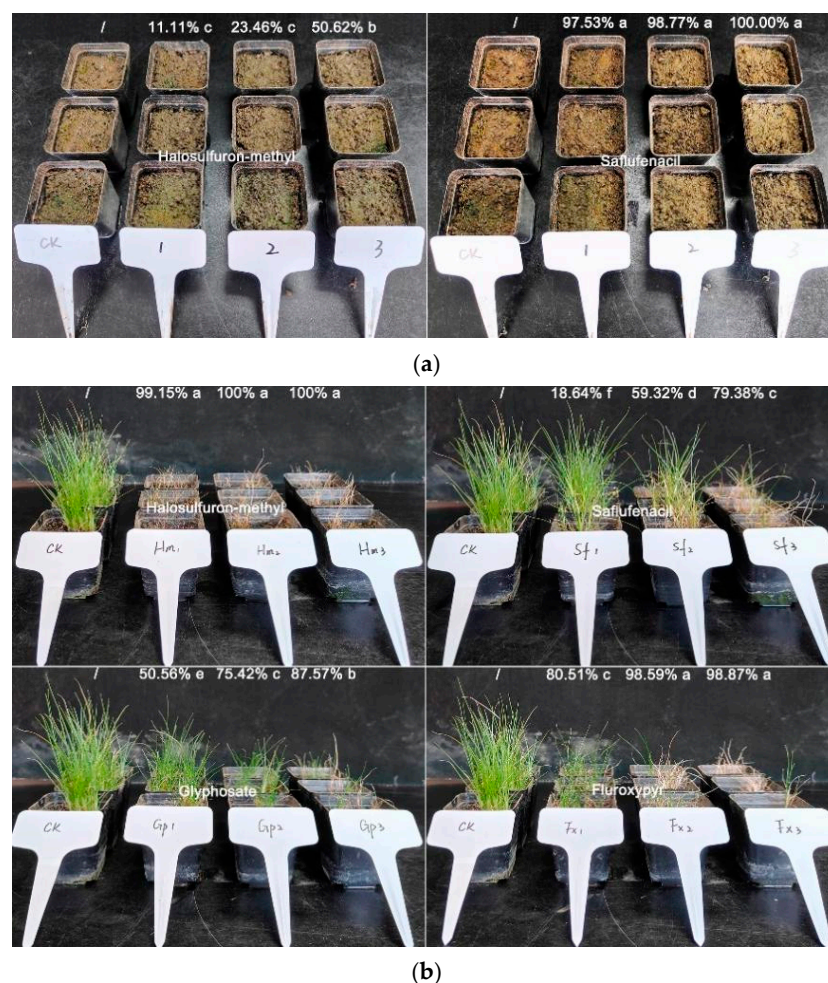 / 11.11% c 23.46% c 50.62% b
/ 97.53% a 98.77% a 100.00% a
Halosulfuron-methyl
Saflufenacil
CK 1 2 3
CK 1 2 3
(a)
/ 99.15% a 100% a 100% a
/ 18.64% f 59.32% d 79.38% c
Halosulfuron-methyl
Saflufenacil
CK Hm1 Hm2 Hm3
CK Sf1 Sf2 Sf3
/ 50.56% e 75.42% c 87.57% b
/ 80.51% c 98.59% a 98.87% a
Glyphosate
Fluroxypyr
CK Gp1 Gp2 Gp3
CK Fx1 Fx2 Fx3
(b)